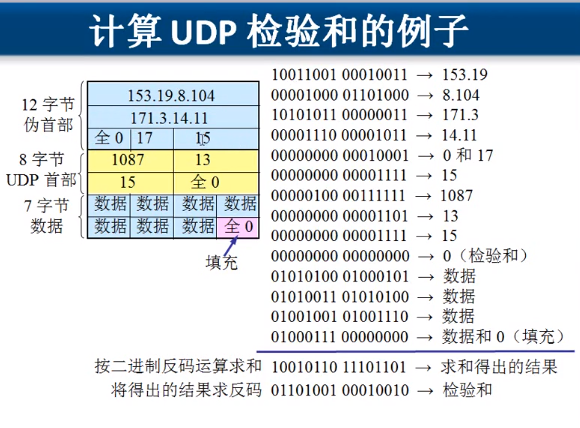 计算 UDP 检验和的例子
12 字节
伪首部
153.19.8.104
171.3.14.11
全 0 17 15
8 字节
UDP 首部
1087 13
15 全 0
7 字节
数据
数据 数据 数据 数据
数据 数据 数据 全 0
填充
10011001 00010011 → 153.19
00001000 01101000 → 8.104
10101011 00000011 → 171.3
00001110 00001011 → 14.11
00000000 00010001 → 0 和 17
00000000 00001111 → 15
00000100 00111111 → 1087
00000000 00001101 → 13
00000000 00001111 → 15
00000000 00000000 → 0（检验和）
01010100 01000101 → 数据
01010011 01010100 → 数据
01001001 01001110 → 数据
01000111 00000000 → 数据和 0（填充）
按二进制反码运算求和 10010110 11101101 → 求和得出的结果
将得出的结果求反码 01101001 00010010 → 检验和